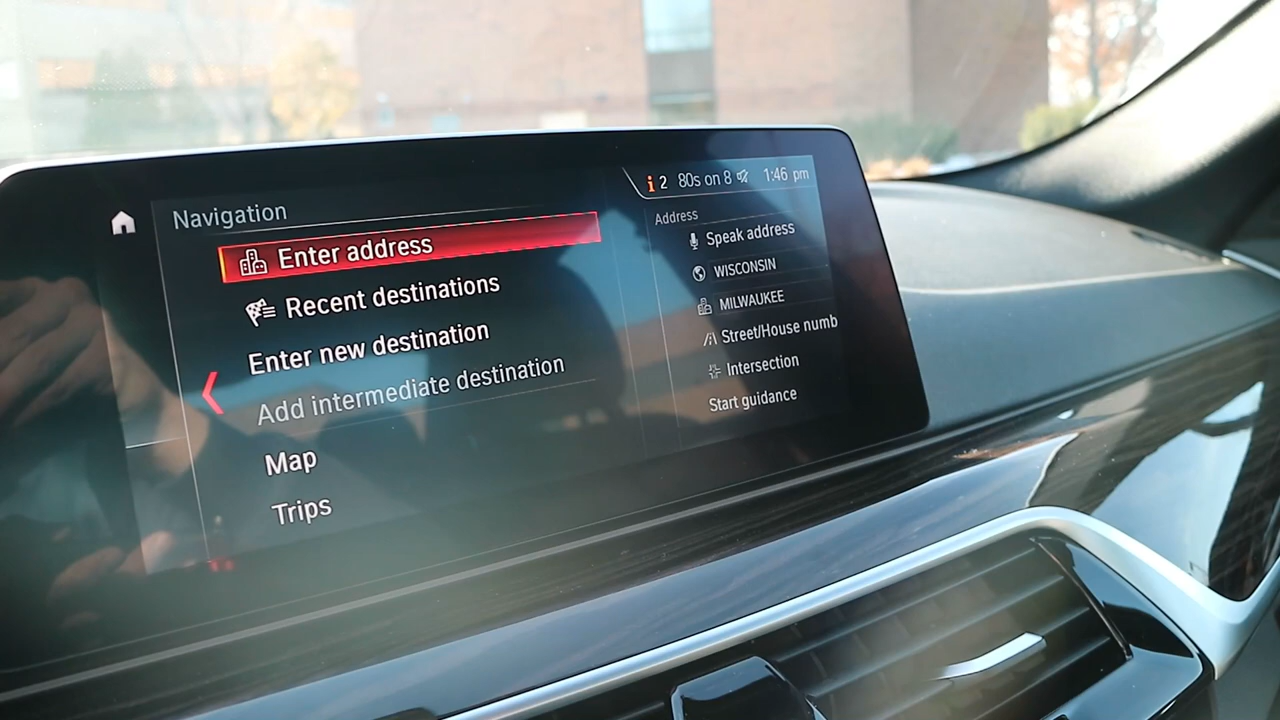 Navigation
Enter address
Recent destinations
Enter new destination
Add intermediate destination
Map
Trips
2 80s on 8 1:46 pm
Address
Speak address
WISCONSIN
MILWAUKEE
Street/House numb
Intersection
Start guidance